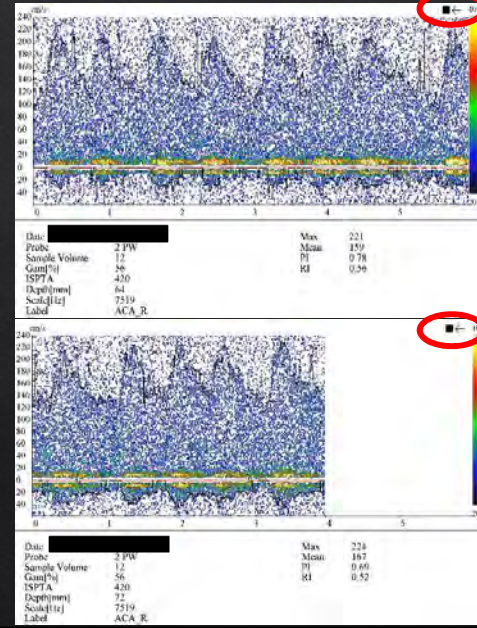 cm/s
240
220
200
180
160
140
120
100
80
60
40
20
0
20
40
0 1 2 3 4 5
Date
Probe 2 PW
Sample Volume 12
Gain[%] 56
ISPTA 420
Depth[mm] 64
Scale[Hz] 7519
Label ACA_R
Max 221
Mean 159
PI 0.78
RI 0.56
cm/s
240
220
200
180
160
140
120
100
80
60
40
20
0
20
40
0 1 2 3 4 5
Date
Probe 2 PW
Sample Volume 12
Gain[%] 56
ISPTA 420
Depth[mm] 72
Scale[Hz] 7519
Label ACA_R
Max 224
Mean 167
PI 0.69
RI 0.52